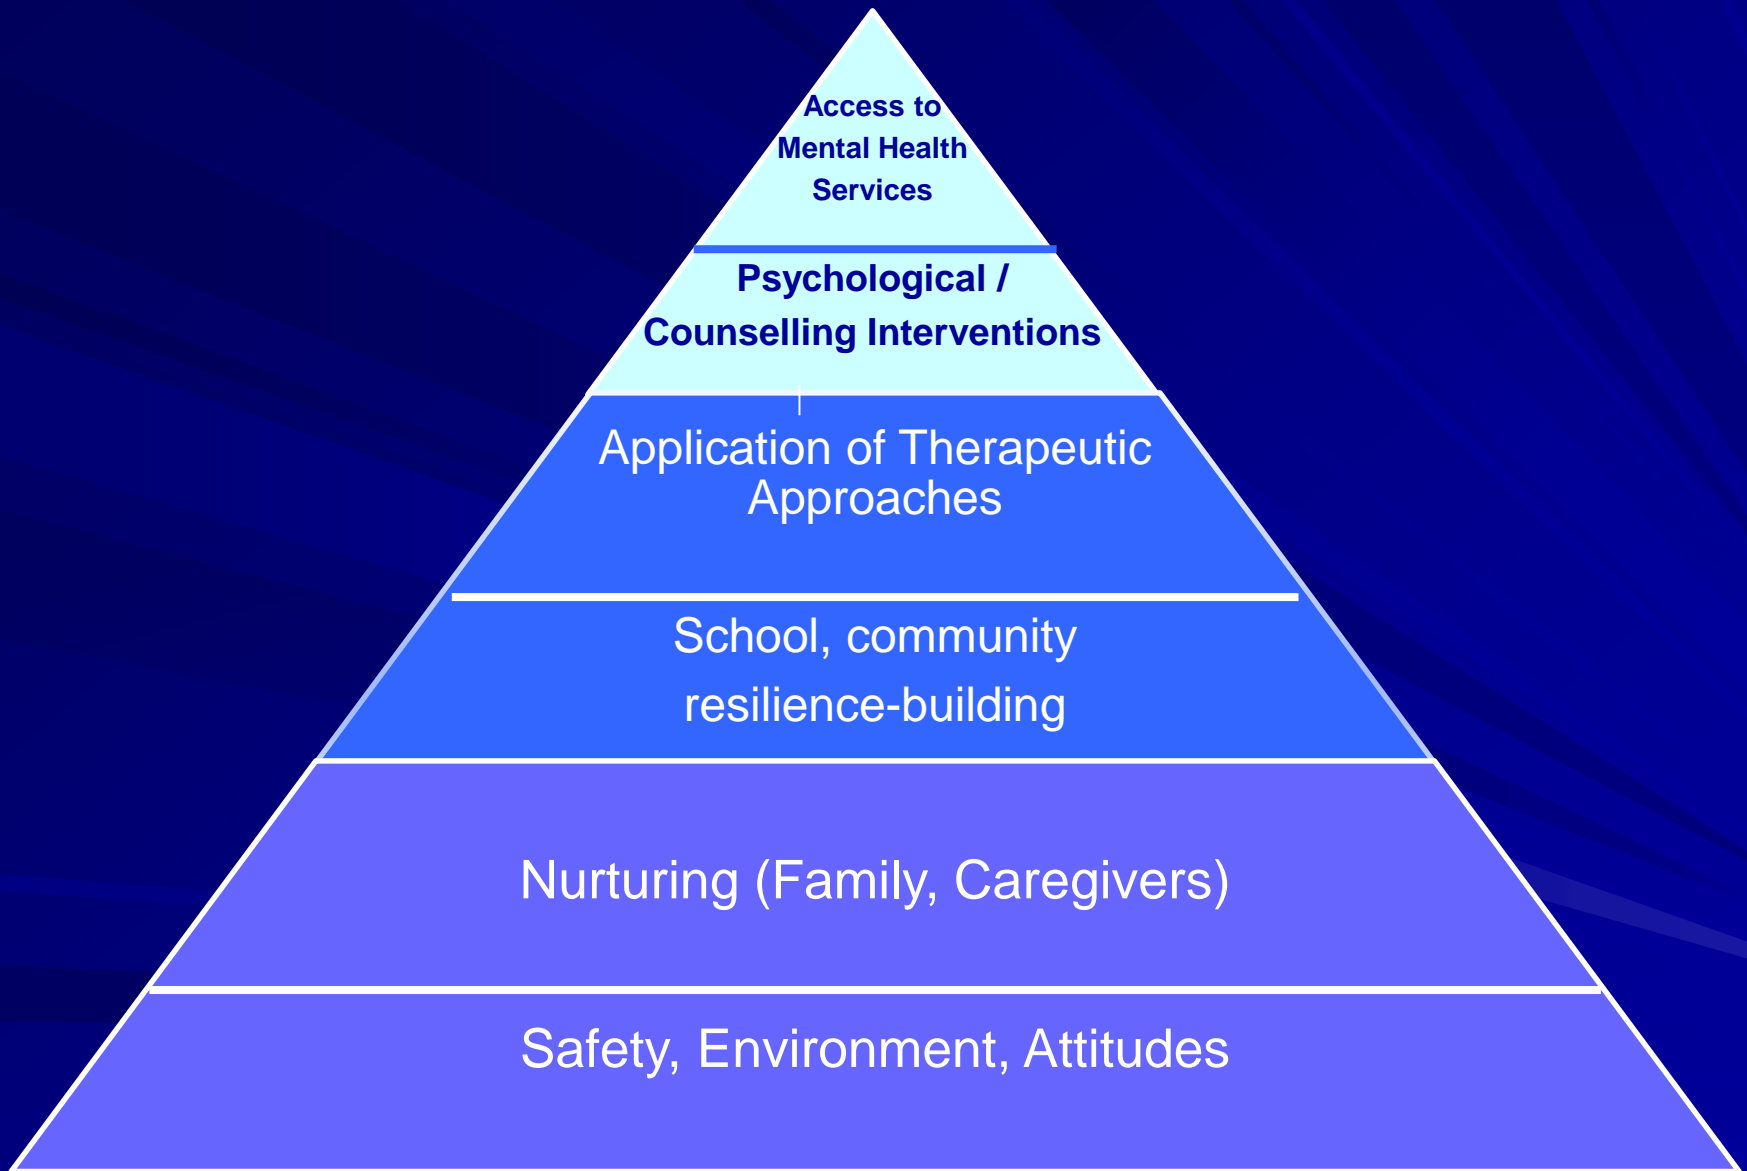 Access to
Mental Health
Services
Psychological /
Counselling Interventions
Application of Therapeutic
Approaches
School, community
resilience-building
Nurturing (Family, Caregivers)
Safety, Environment, Attitudes